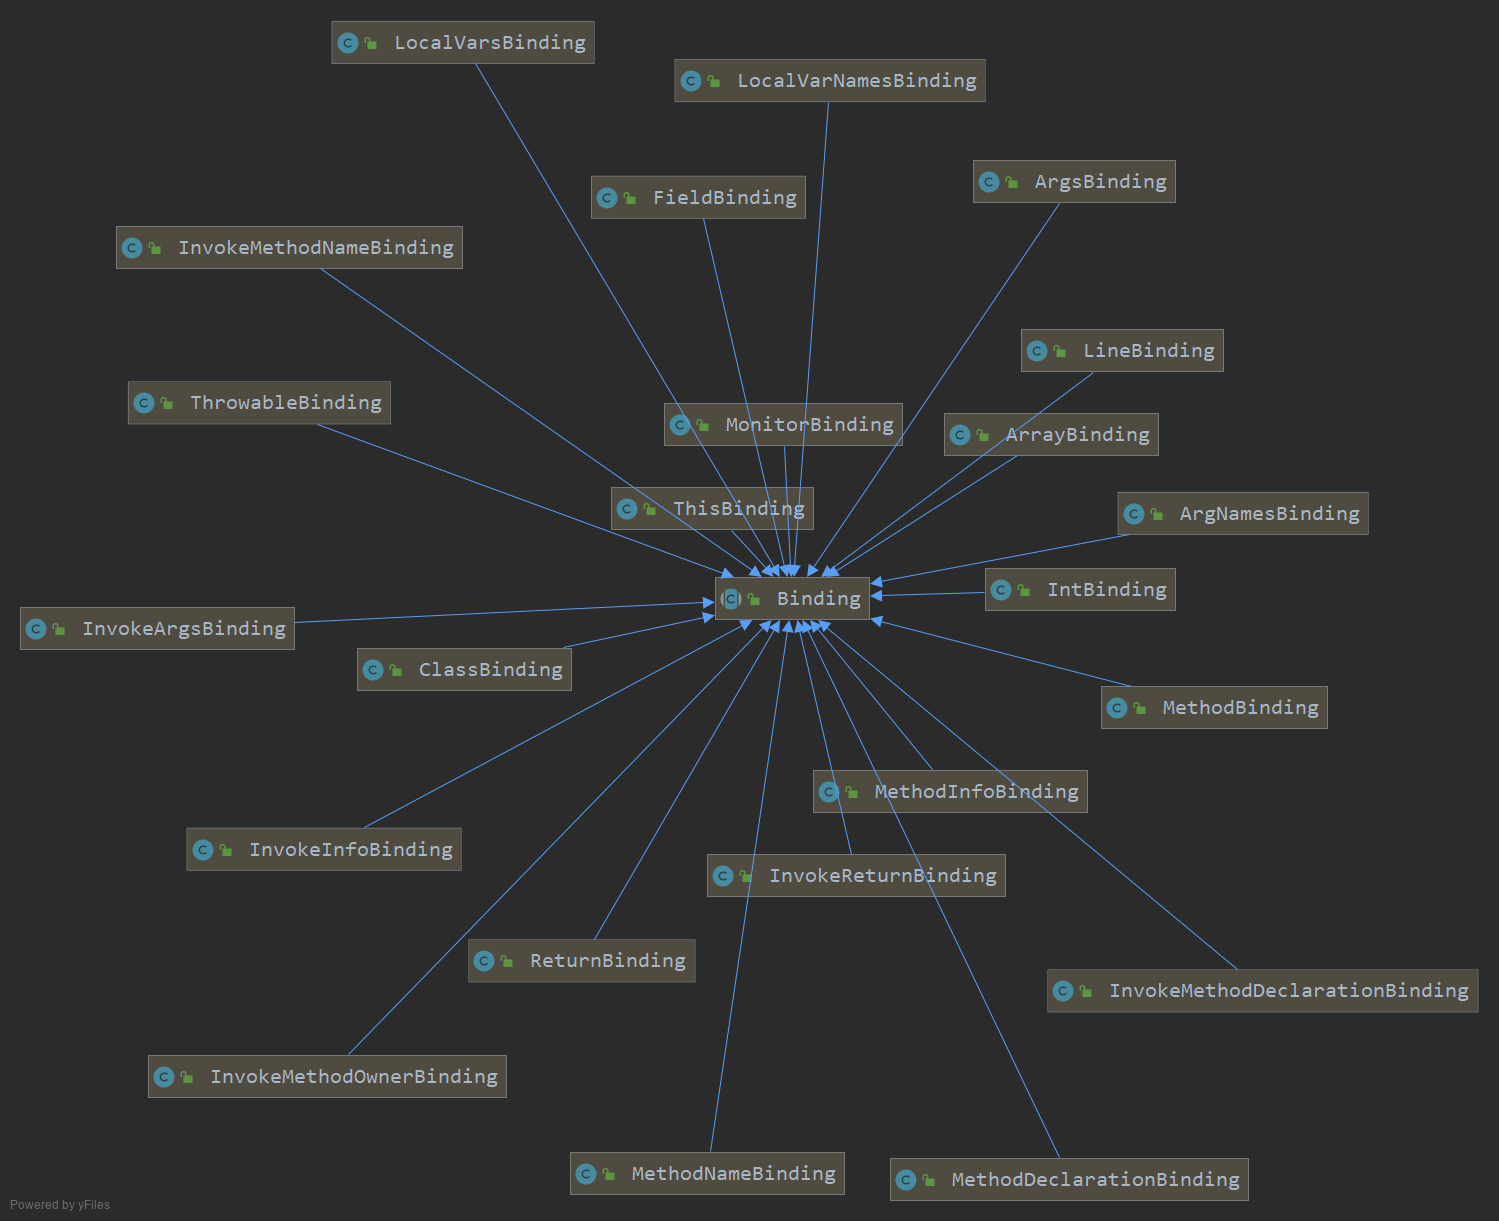 LocalVarsBinding
LocalVarNamesBinding
ArgsBinding
FieldBinding
InvokeMethodNameBinding
LineBinding
ThrowableBinding
MonitorBinding
ArrayBinding
ThisBinding
ArgNamesBinding
IntBinding
Binding
InvokeArgsBinding
ClassBinding
MethodBinding
MethodInfoBinding
InvokeInfoBinding
InvokeReturnBinding
ReturnBinding
InvokeMethodDeclarationBinding
InvokeMethodOwnerBinding
MethodNameBinding
MethodDeclarationBinding
Powered by yFiles